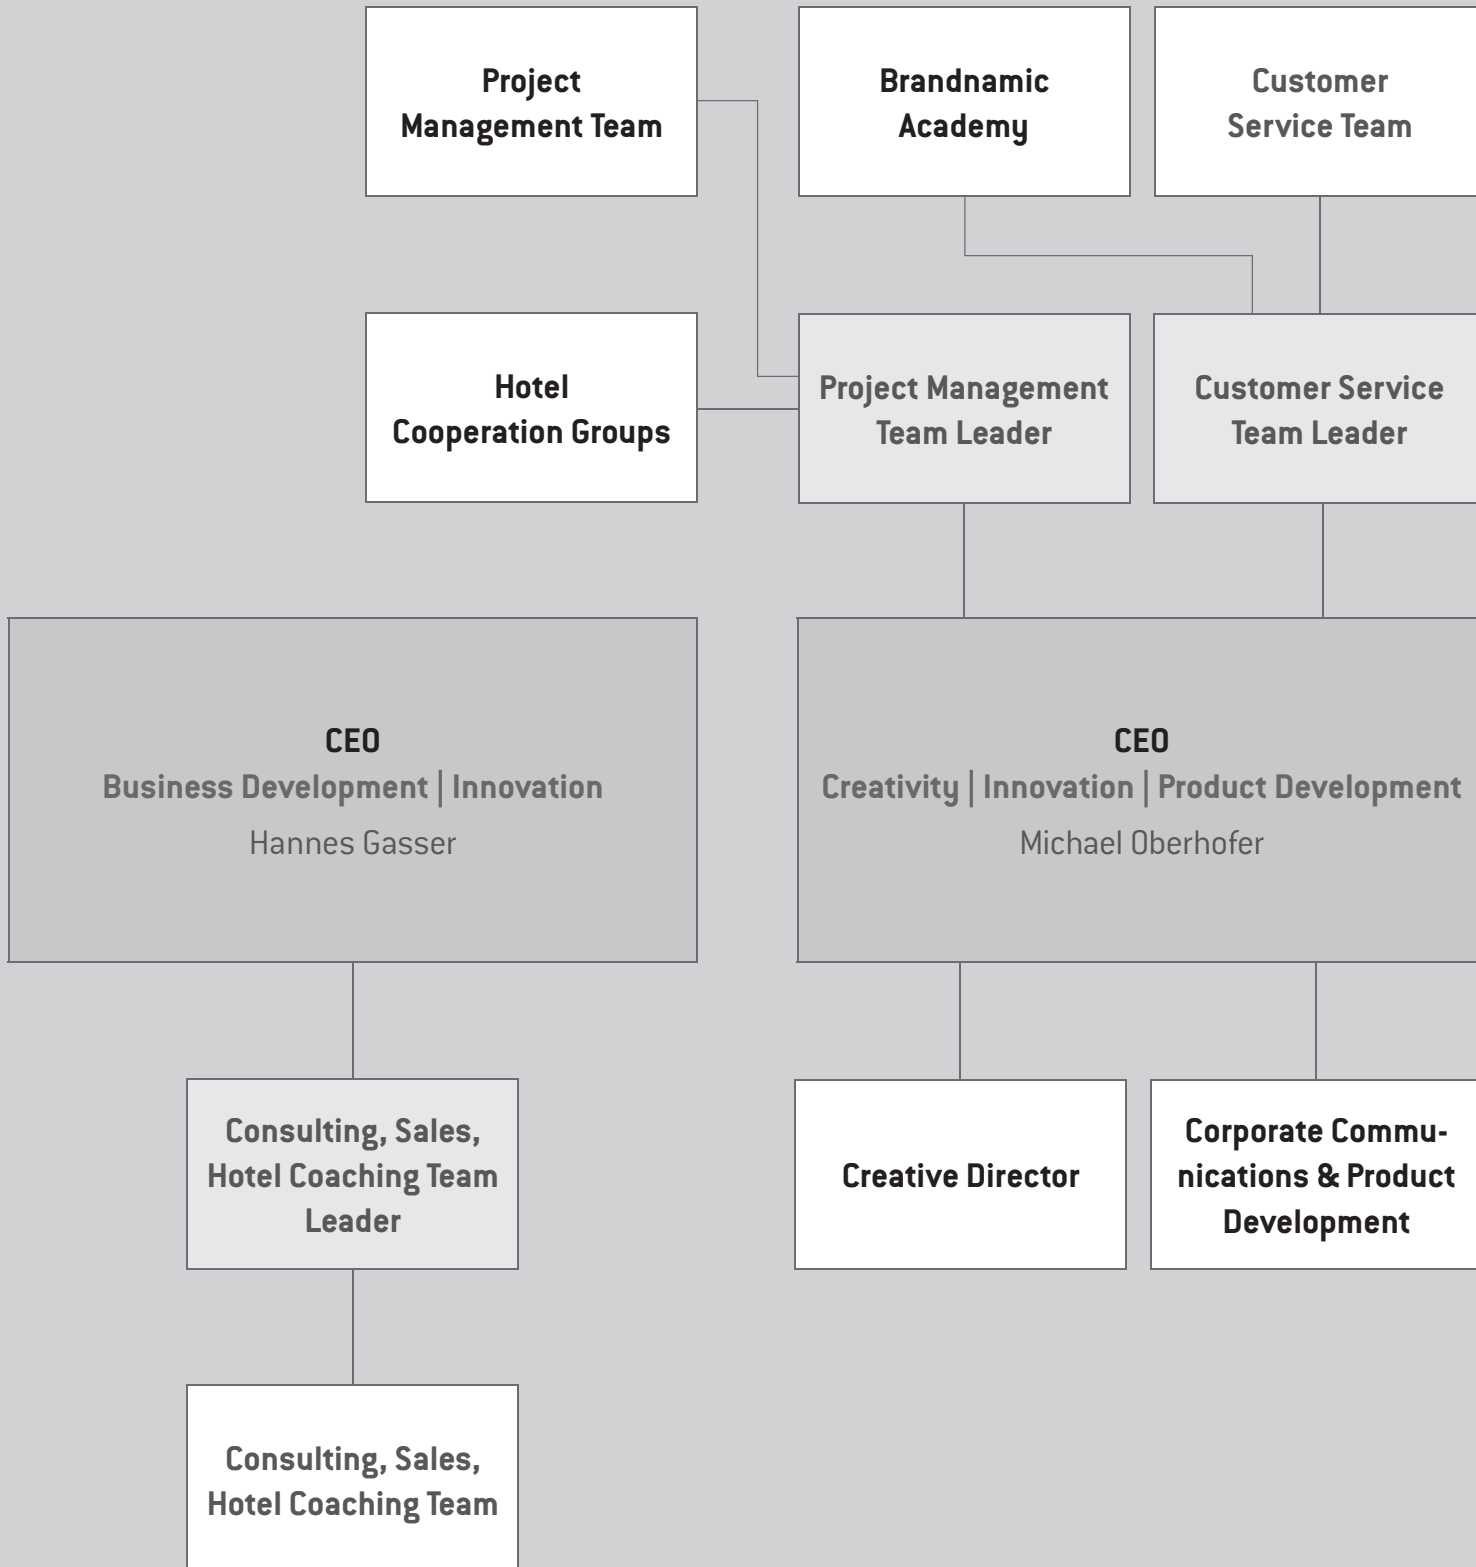 Project
Management Team
Brandnamic
Academy
Customer
Service Team
Hotel
Cooperation Groups
Project Management
Team Leader
Customer Service
Team Leader
CEO
Business Development | Innovation
Hannes Gasser
CEO
Creativity | Innovation | Product Development
Michael Oberhofer
Consulting, Sales,
Hotel Coaching Team
Leader
Creative Director
Corporate Commu-
nications & Product
Development
Consulting, Sales,
Hotel Coaching Team